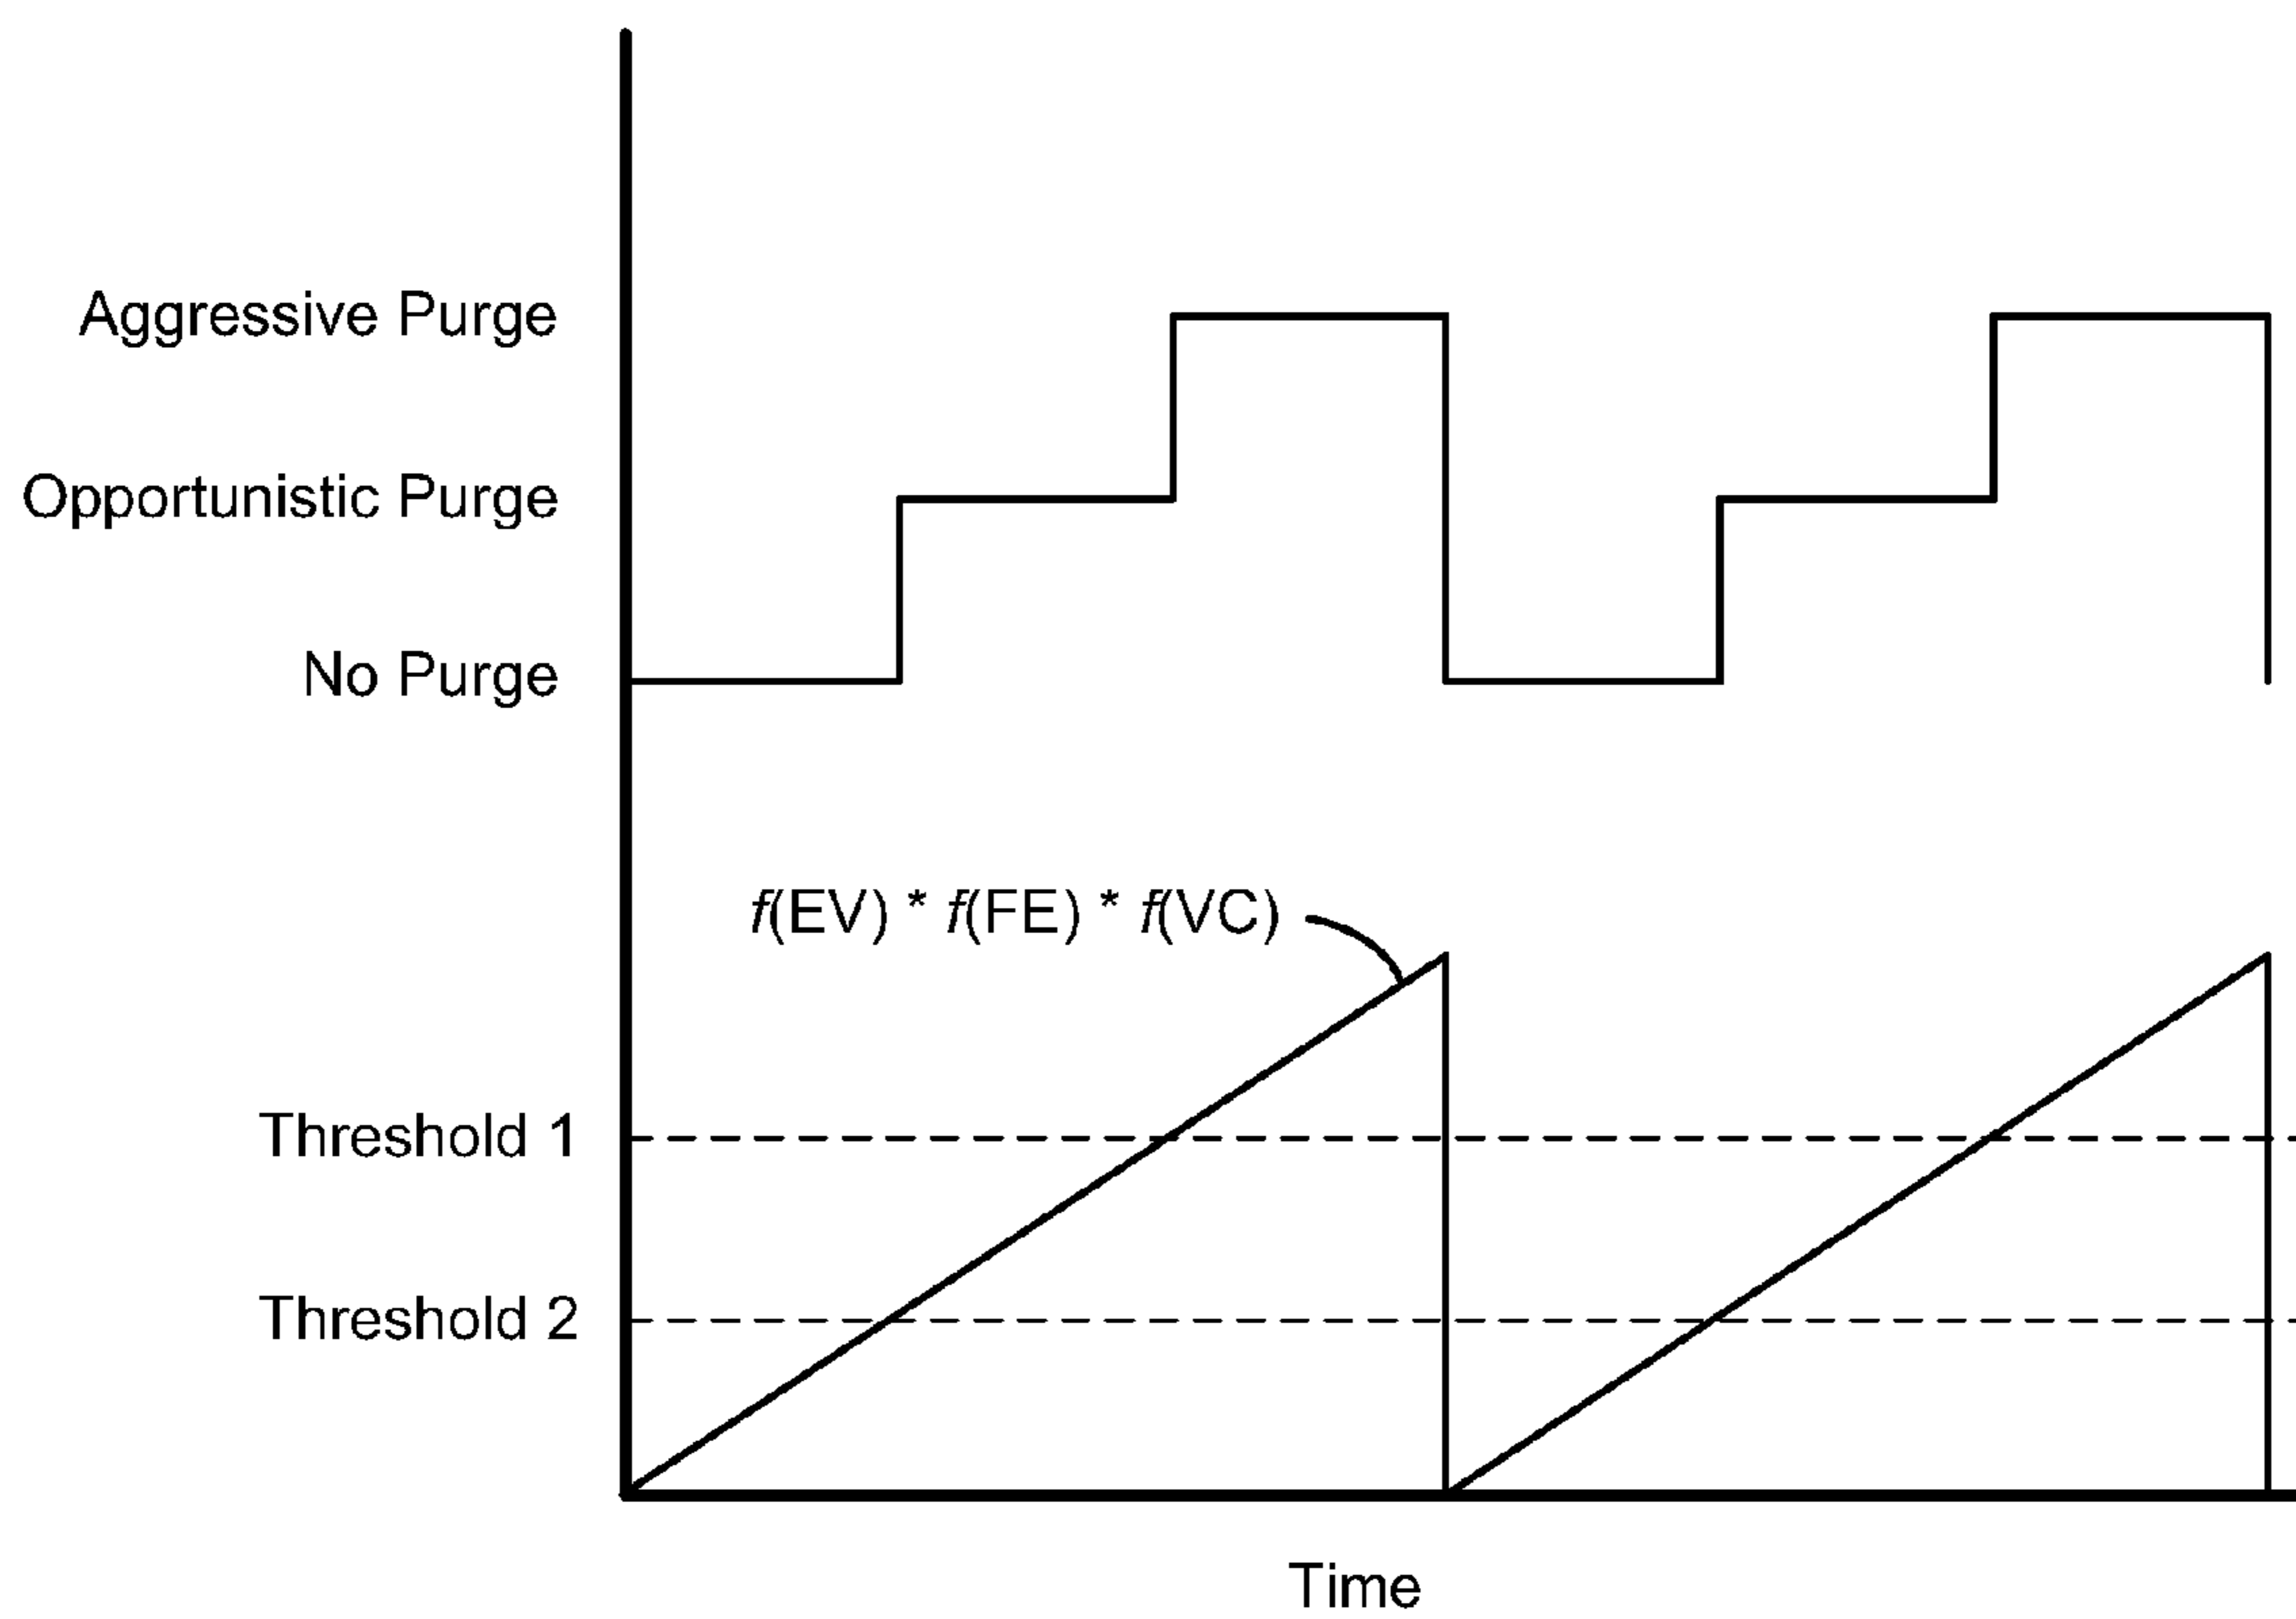 Aggressive Purge
Opportunistic Purge
No Purge
f(EV) * f(FE) * f(VC)
Threshold 1
Threshold 2
Time